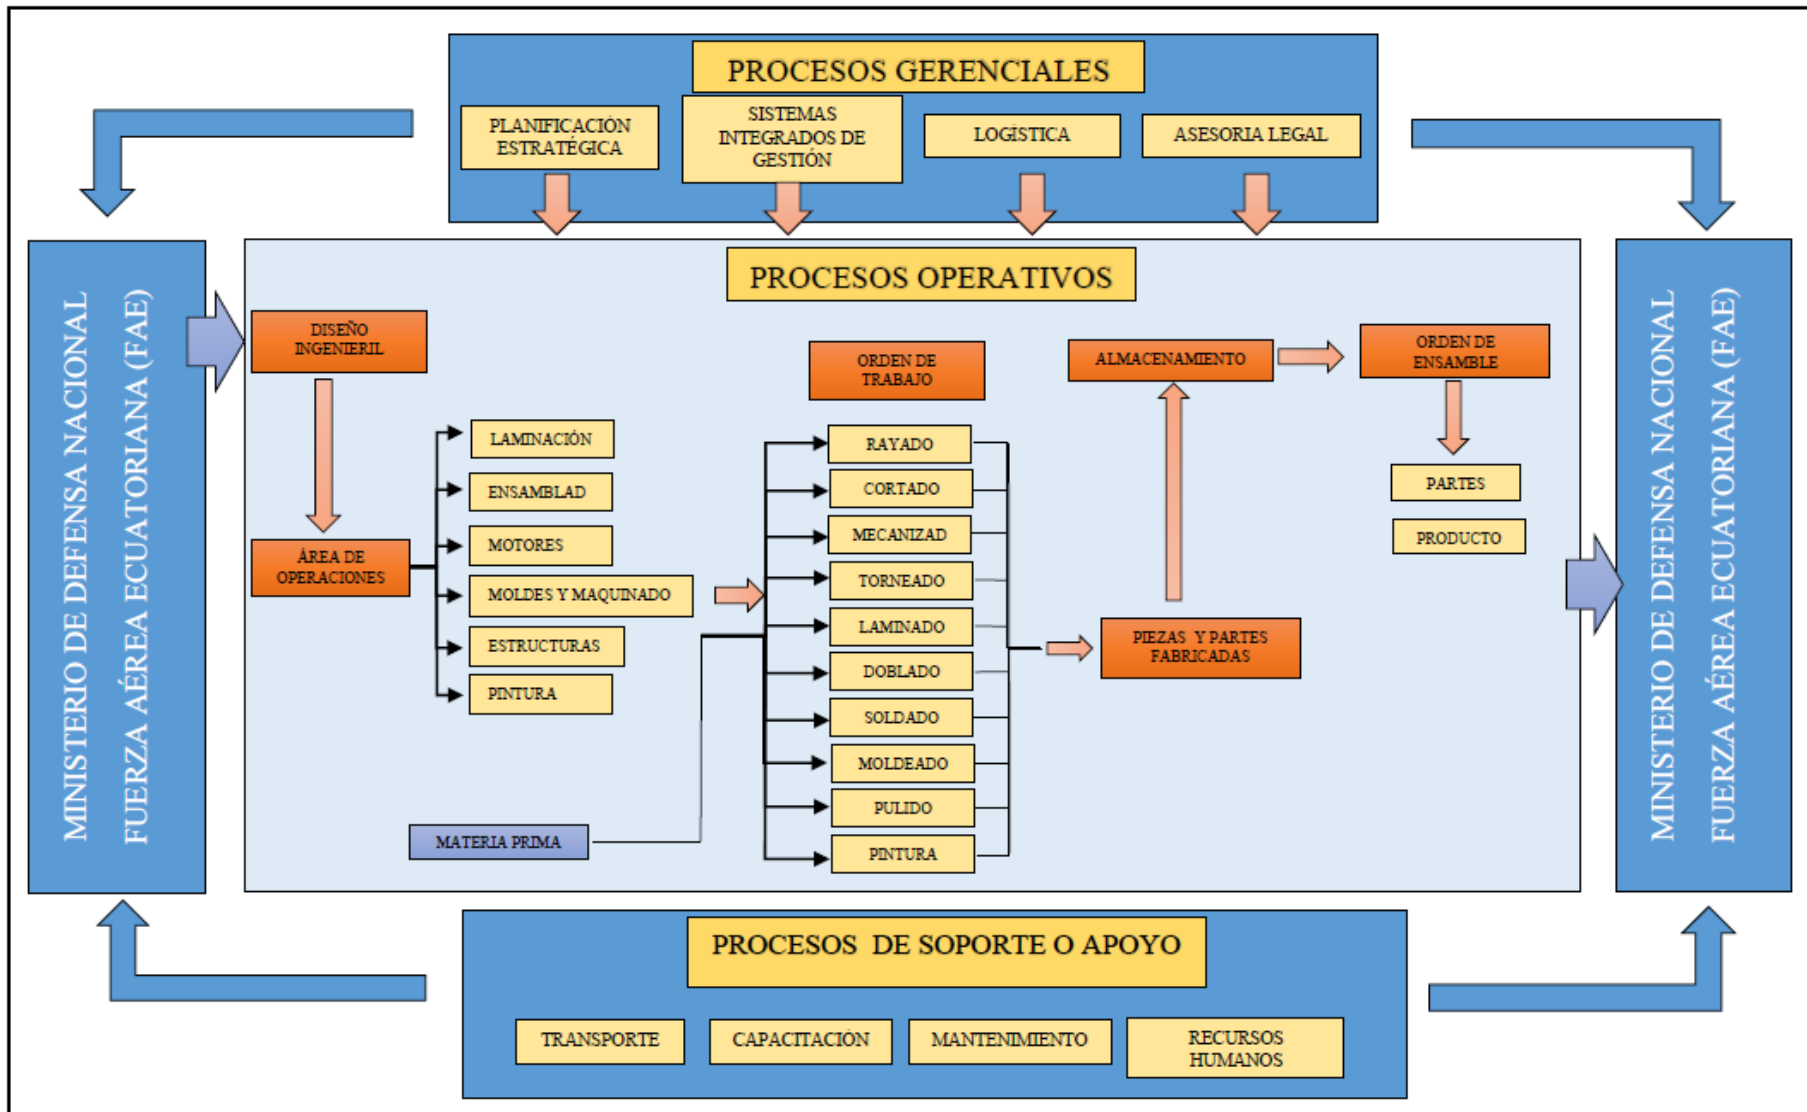 PROCESOS GERENCIALES
PLANIFICACIÓN
ESTRATÉGICA
SISTEMAS
INTEGRADOS DE
GESTIÓN
LOGÍSTICA
ASESORIA LEGAL
MINISTERIO DE DEFENSA NACIONAL
FUERZA AÉREA ECUATORIANA (FAE)
PROCESOS OPERATIVOS
DISEÑO
INGENIERIL
ÁREA DE
OPERACIONES
LAMINACIÓN
ENSAMBLAD
MOTORES
MOLDES Y MAQUINADO
ESTRUCTURAS
PINTURA
MATERIA PRIMA
ORDEN DE
TRABAJO
RAYADO
CORTADO
MECANIZAD
TORNEADO
LAMINADO
DOBLADO
SOLDADO
MOLDEADO
PULIDO
PINTURA
ALMACENAMIENTO
PIEZAS Y PARTES
FABRICADAS
ORDEN DE
ENSAMBLE
PARTES
PRODUCTO
MINISTERIO DE DEFENSA NACIONAL
FUERZA AÉREA ECUATORIANA (FAE)
PROCESOS DE SOPORTE O APOYO
TRANSPORTE
CAPACITACIÓN
MANTENIMIENTO
RECURSOS
HUMANOS